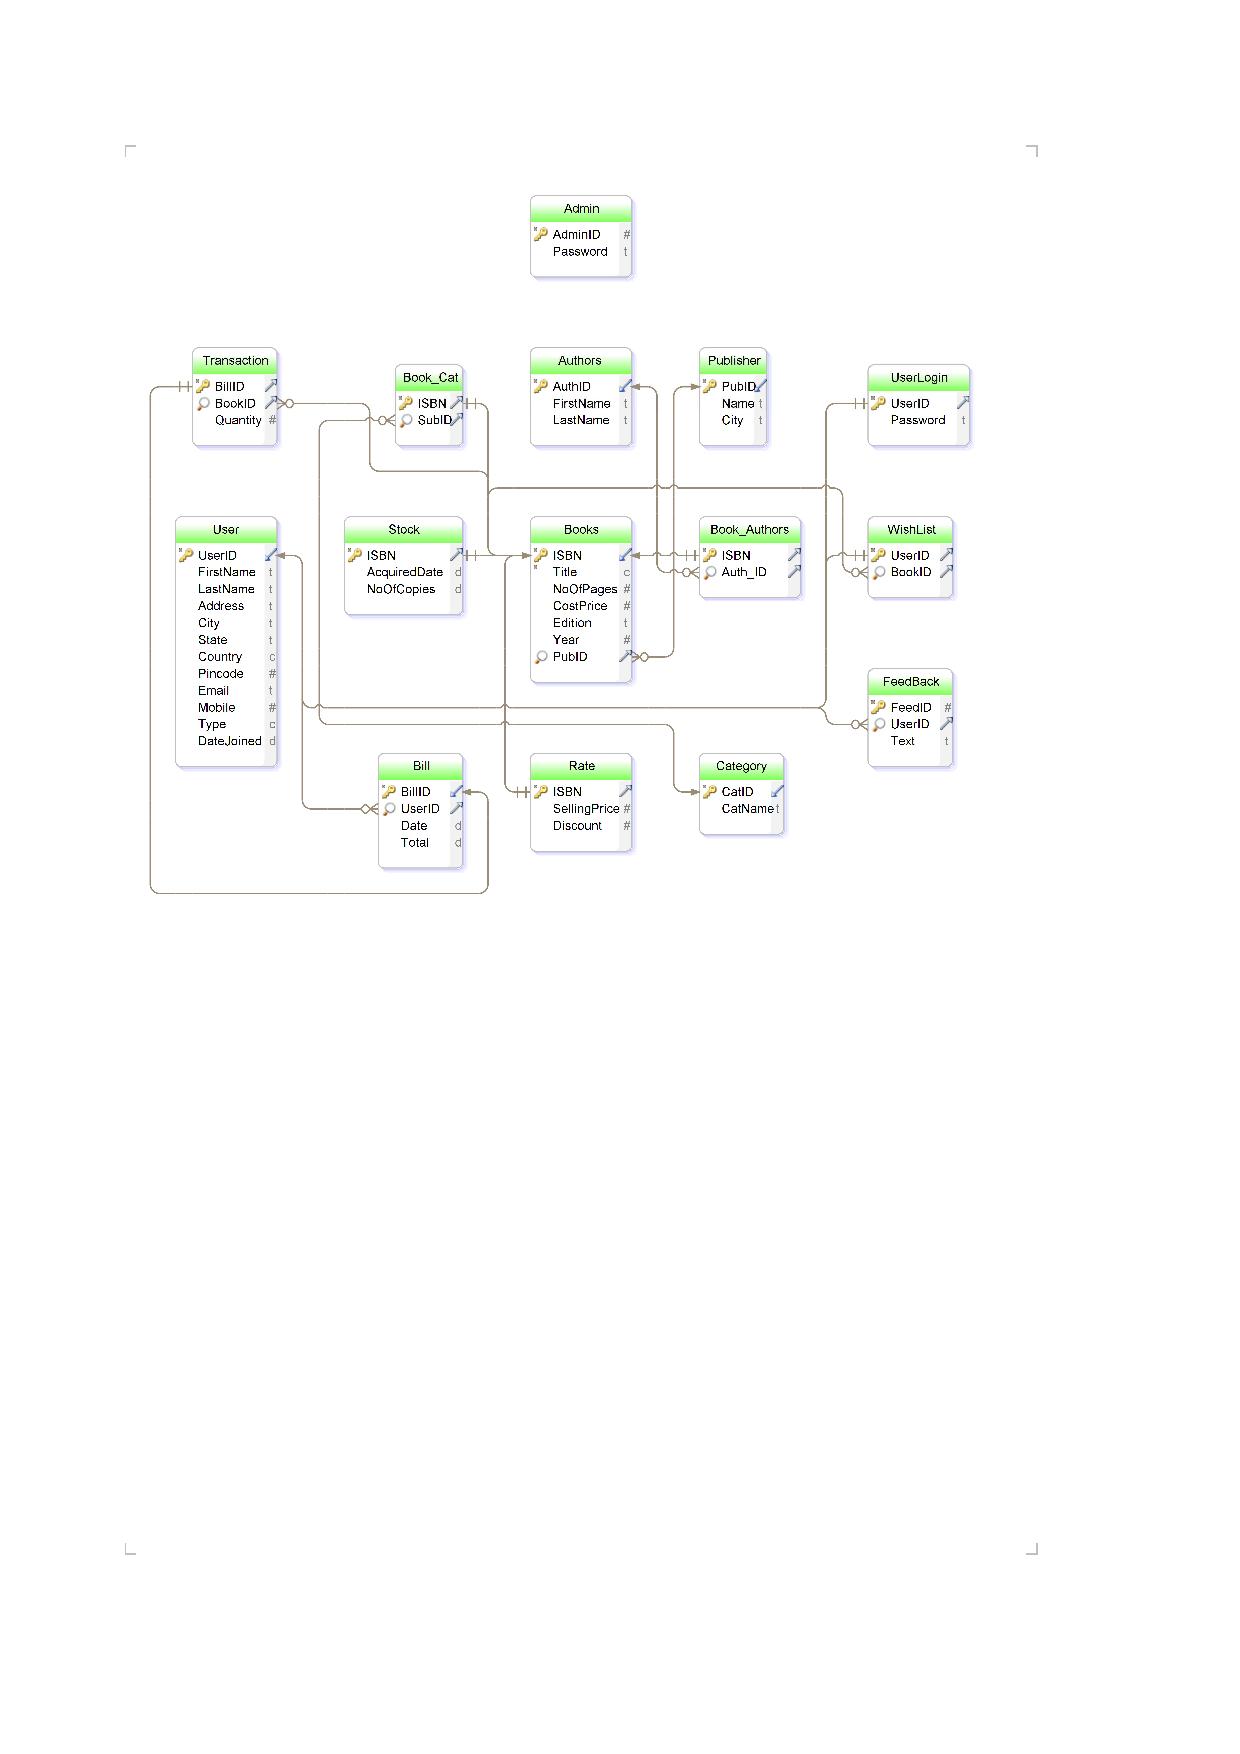 Admin
AdminID #
Password t
Transaction
BillID
BookID
Quantity #
Book_Cat
ISBN
SubID
Authors
AuthID
FirstName t
LastName t
Publisher
PubID
Name t
City t
UserLogin
UserID
Password t
User
UserID
FirstName t
LastName t
Address t
City t
State t
Country c
Pincode #
Email t
Mobile #
Type c
DateJoined d
Stock
ISBN
AcquiredDate d
NoOfCopies d
Books
ISBN
Title c
NoOfPages #
CostPrice #
Edition t
Year #
PubID
Book_Authors
ISBN
Auth_ID
WishList
UserID
BookID
FeedBack
FeedID #
UserID
Text t
Bill
BillID
UserID
Date d
Total d
Rate
ISBN
SellingPrice #
Discount #
Category
CatID
CatName t